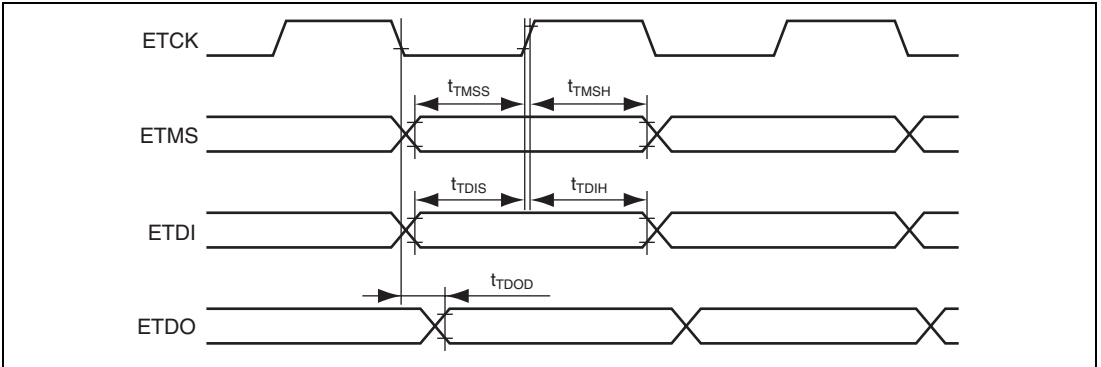 ETCK
tTMSS tTMSH
ETMS
tTDIS tTDIH
ETDI
tTDOD
ETDO